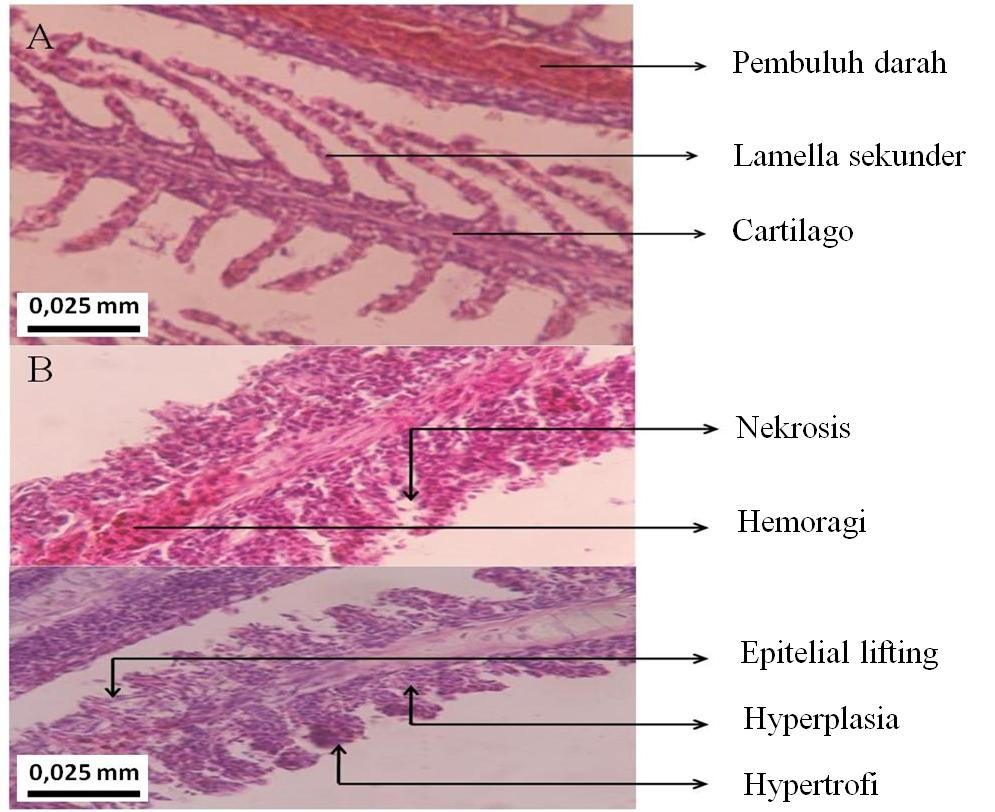 A
Pembuluh darah
Lamella sekunder
Cartilago
0,025 mm
B
Nekrosis
Hemoragi
Epitelial lifting
Hyperplasia
Hypertrofi
0,025 mm